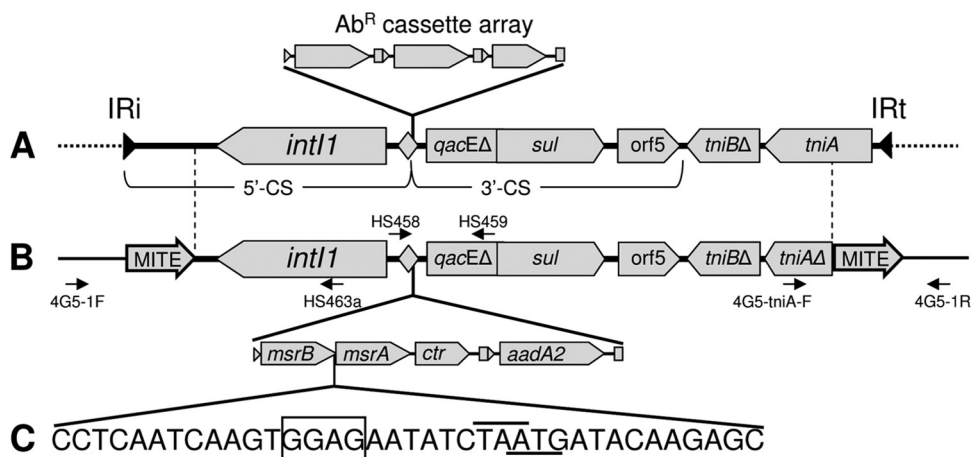 Ab^R cassette array
IRi IRt
A intI1 qacEΔ sul orf5 tniBΔ tniA
5'-CS 3'-CS
HS458 HS459
B MITE intI1 qacEΔ sul orf5 tniBΔ tniAΔ MITE
4G5-1F HS463a 4G5-tniA-F 4G5-1R
msrB msrA ctr aadA2
C CCTCAATCAAGTGGAGAATATCTAATGATACAAGAGC